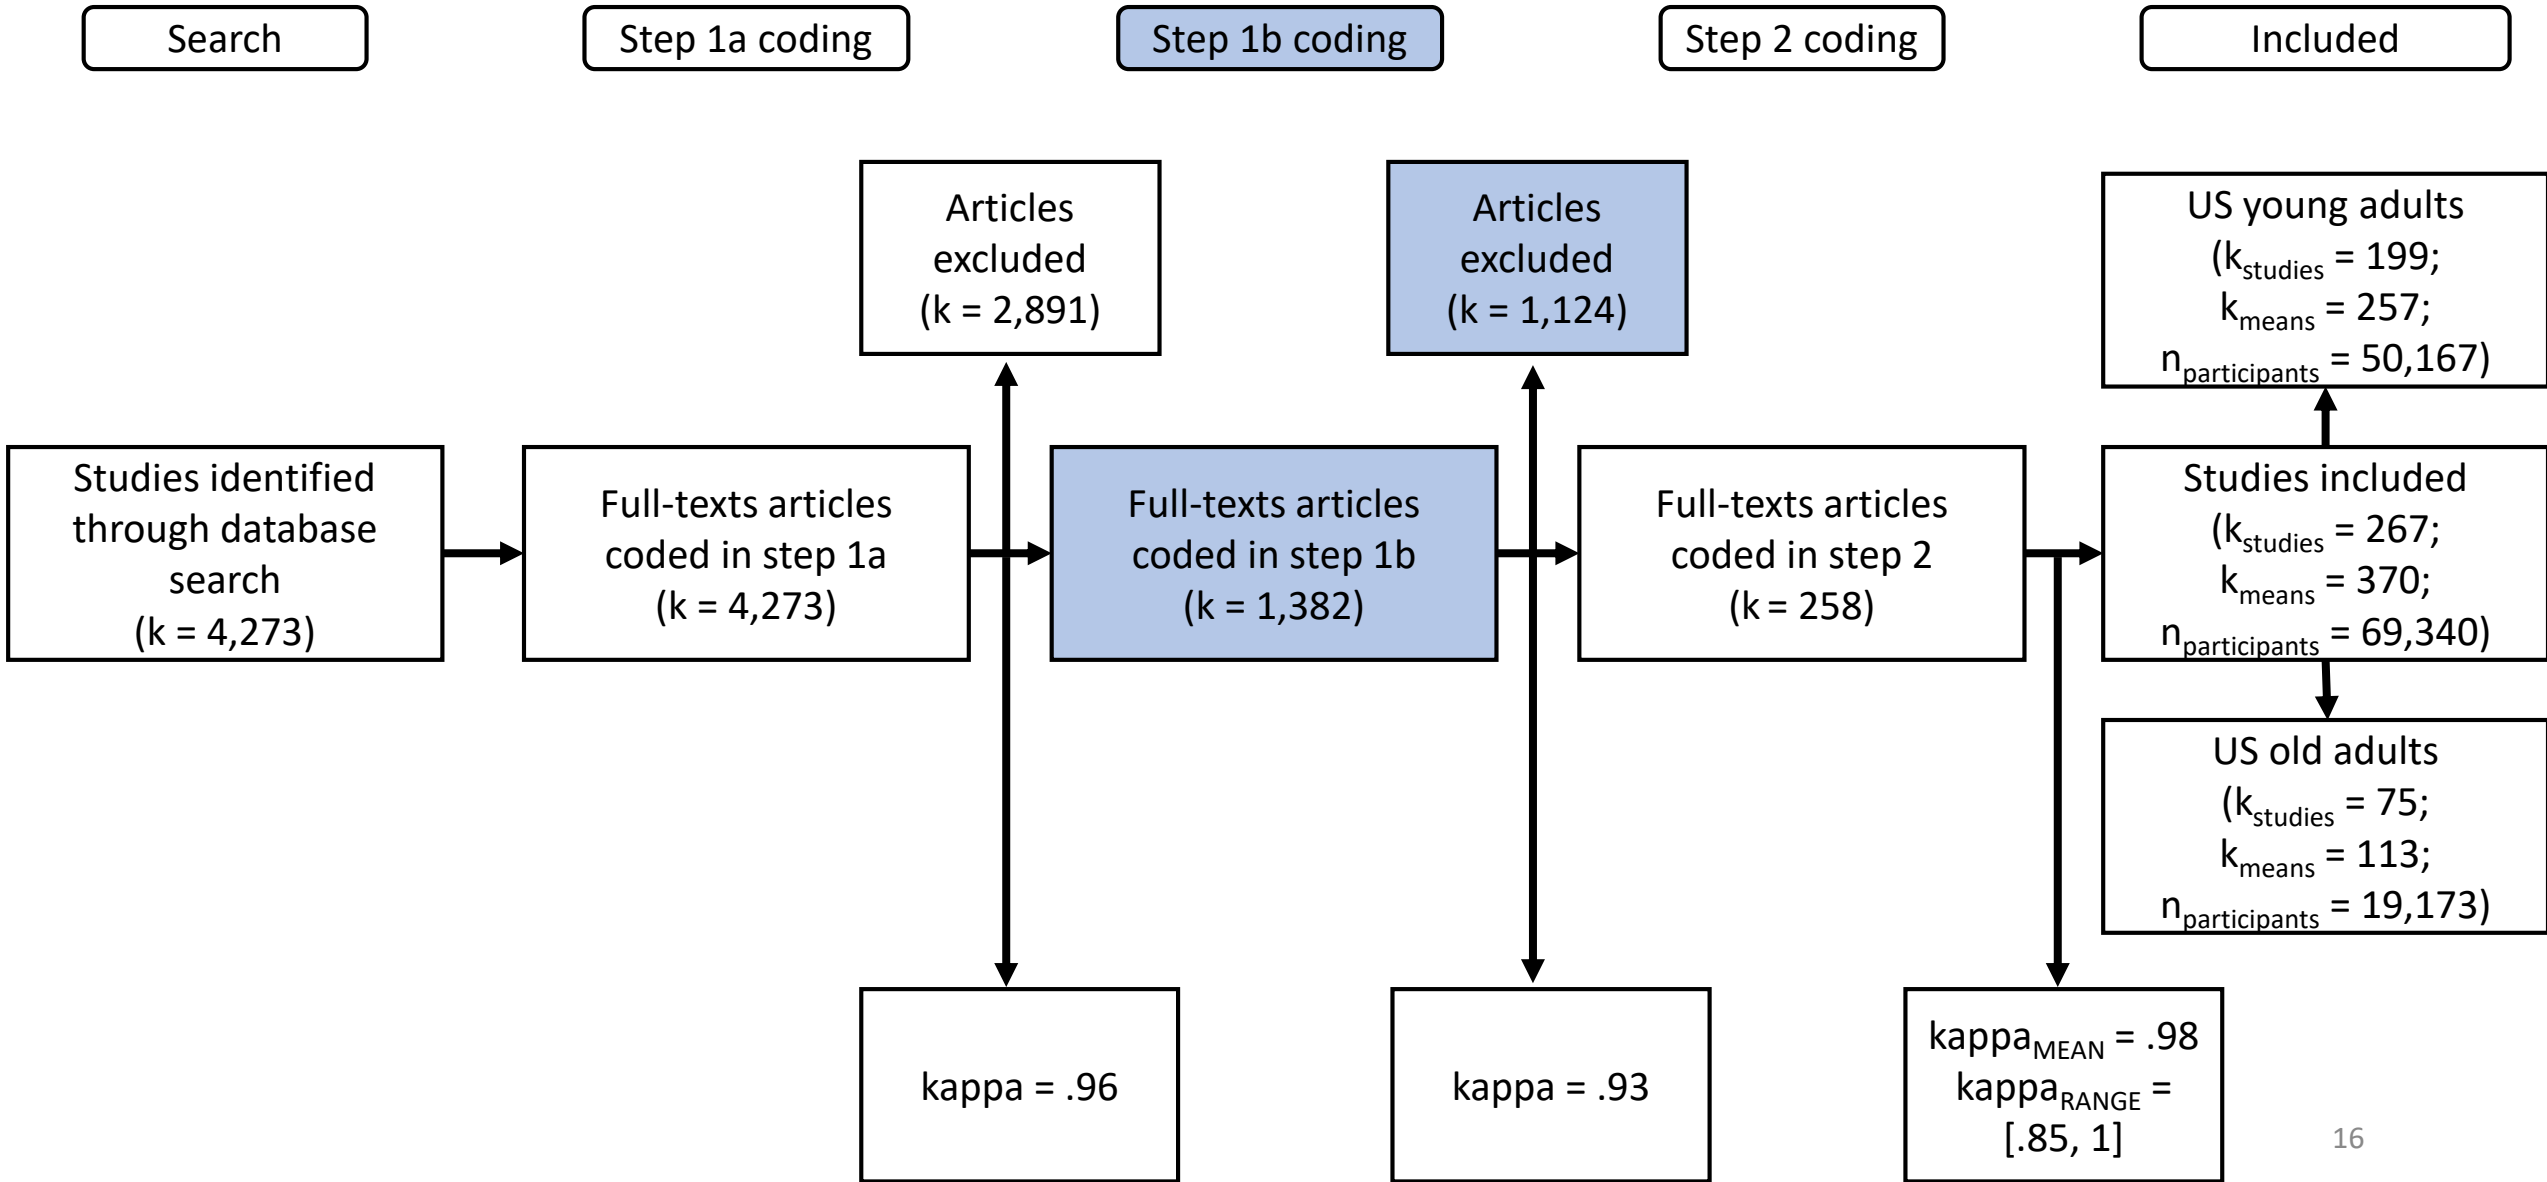 Search
Step 1a coding
Step 1b coding
Step 2 coding
Included
Studies identified
through database
search
(k = 4,273)
Full-texts articles
coded in step 1a
(k = 4,273)
Articles
excluded
(k = 2,891)
kappa = .96
Full-texts articles
coded in step 1b
(k = 1,382)
Articles
excluded
(k = 1,124)
kappa = .93
Full-texts articles
coded in step 2
(k = 258)
kappaMEAN = .98
kappaRANGE =
[.85, 1]
US young adults
(kstudies = 199;
kmeans = 257;
nparticipants = 50,167)
Studies included
(kstudies = 267;
kmeans = 370;
nparticipants = 69,340)
US old adults
(kstudies = 75;
kmeans = 113;
nparticipants = 19,173)
16